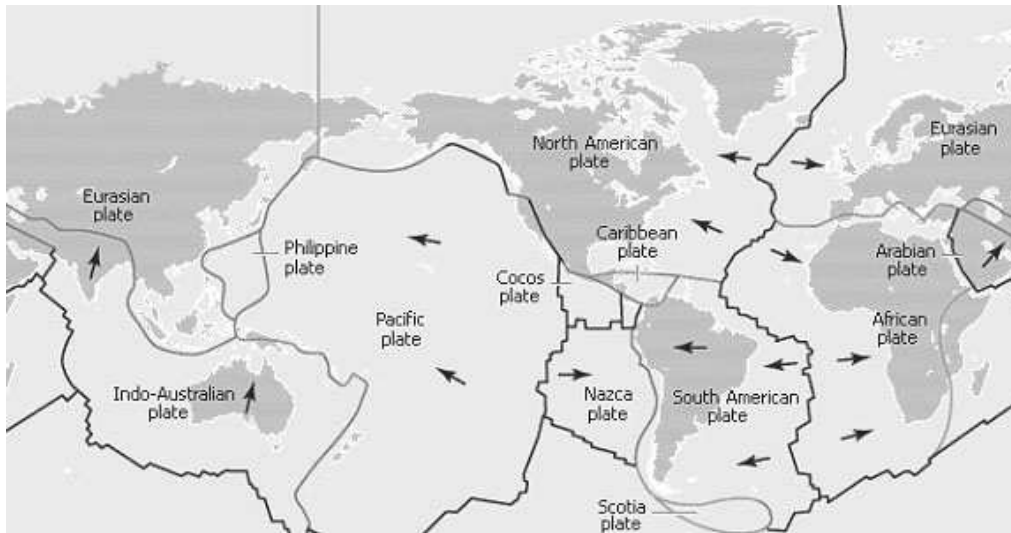 North American
plate
Eurasian
plate
Eurasian
plate
Philippine
plate
Caribbean
plate
Arabian
plate
Cocos
plate
Pacific
plate
African
plate
Indo-Australian
plate
Nazca
plate
South American
plate
Scotia
plate